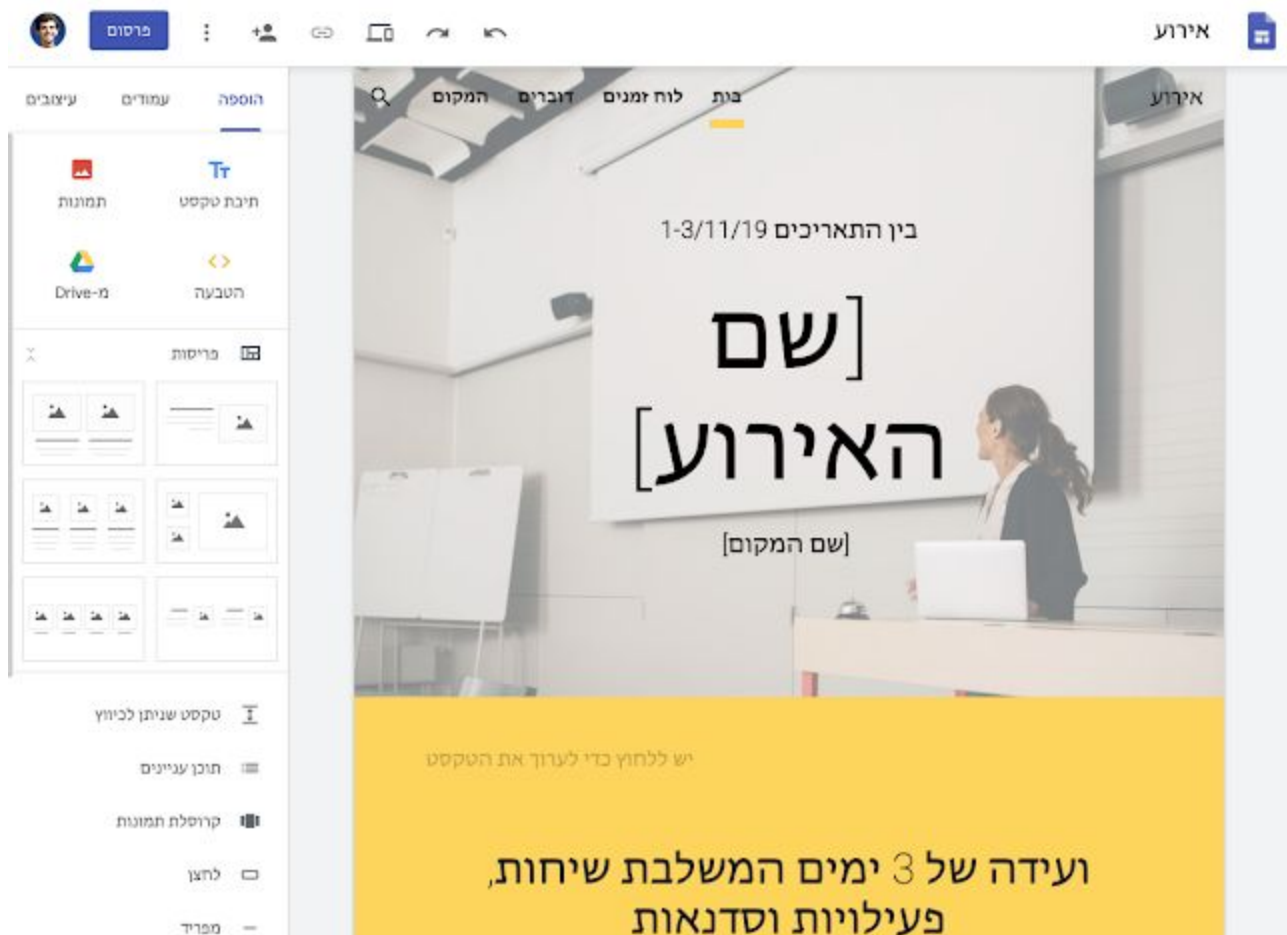 אירוע
פרסום
הוספה
עמודים
עיצובים
תיבת טקסט
תמונות
הטבעה
מ-Drive
פריסות
טקסט שניתן לכיווץ
תוכן עניינים
קרוסלת תמונות
לחצן
מפריד
אירוע
בית
לוח זמנים
דוברים
המקום
בין התאריכים 1-3/11/19
[שם
האירוע]
[שם המקום]
יש ללחוץ כדי לערוך את הטקסט
ועידה של 3 ימים המשלבת שיחות,
פעילויות וסדנאות